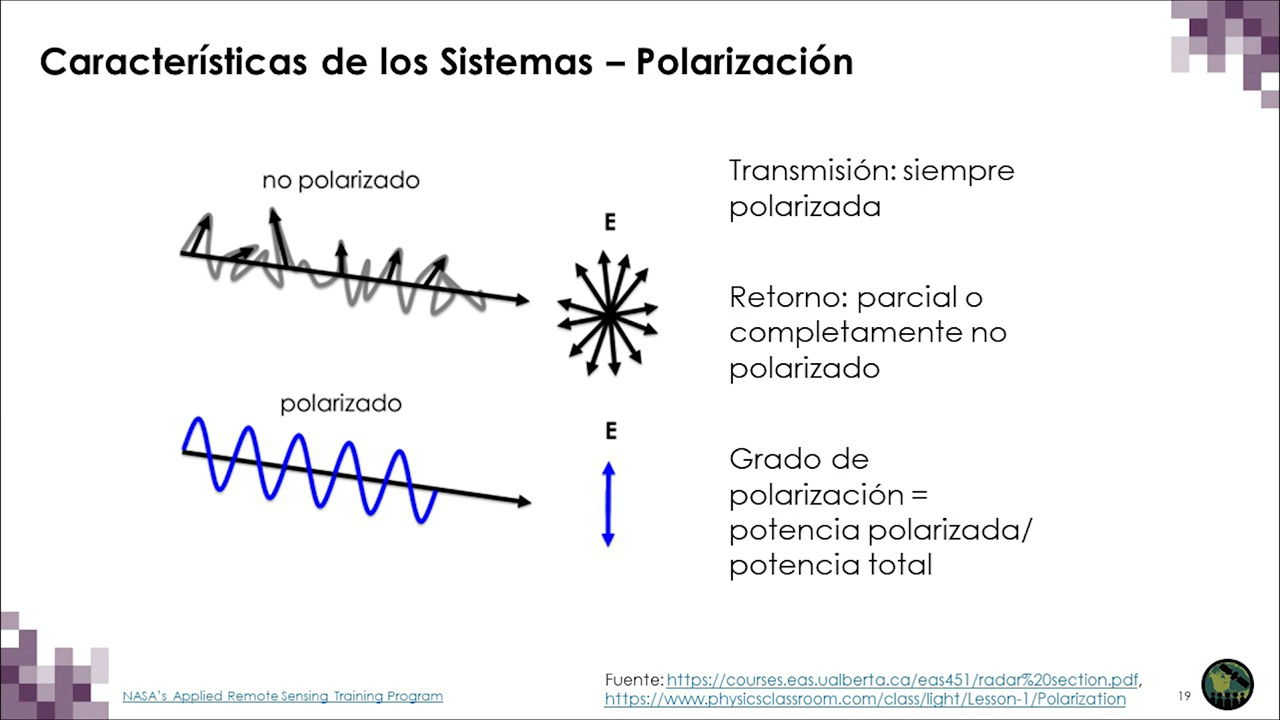 Características de los Sistemas – Polarización
no polarizado
E
polarizado
E
Transmisión: siempre
polarizada
Retorno: parcial o
completamente no
polarizado
Grado de
polarización =
potencia polarizada/
potencia total
NASA's Applied Remote Sensing Training Program
Fuente: https://courses.eas.ualberta.ca/eas451/radar%20section.pdf,
https://www.physicsclassroom.com/class/light/Lesson-1/Polarization
19